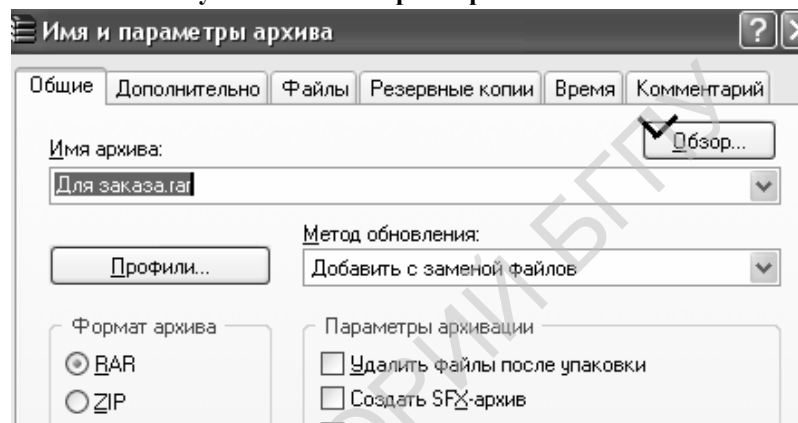 Имя и параметры архива
Общие Дополнительно Файлы Резервные копии Время Комментарий
Имя архива:
Обзор...
Для заказа.rar
Метод обновления:
Профили...
Добавить с заменой файлов
Формат архива
Параметры архивации
RAR
Удалить файлы после упаковки
ZIP
Создать SFX-архив